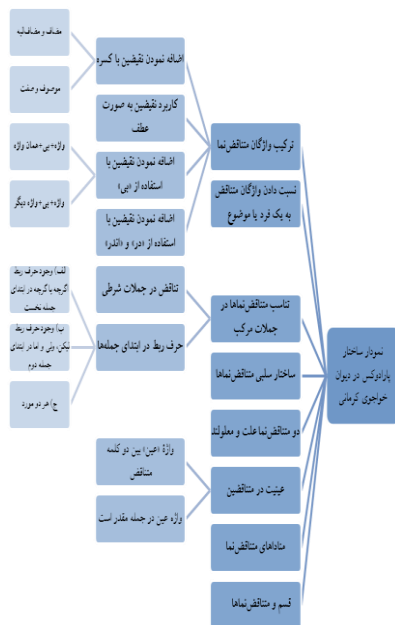 نمودار ساختار
پارادوکس در دیوان
خواجوی کرمانی
ترکیب واژگان متناقض‌نما
نسبت دادن واژگان متناقض
به یک فرد یا موضوع
تناسب متناقض‌نماها در
جملات مرکب
ساختار سلبی متناقض‌نماها
دو متناقض‌نما علت و معلولند
عینیت در متناقضین
منادهای متناقض‌نما
قسم و متناقض‌نماها
اضافه نمودن نقیضین با کسره
کاربرد نقیضین به صورت
عطف
اضافه نمودن نقیضین با
استفاده از «بی»
اضافه نمودن نقیضین با
استفاده از «در» و «اندر»
تناقض در جملات شرطی
حرف ربط در ابتدای جمله‌ها
واژهٔ «عین» بین دو کلمه
متناقض
واژه عین در جمله مقدر است
مضاف و مضاف‌الیه
موصوف و صفت
واژه+بی+همان واژه
واژه+بی+واژه دیگر
الف) وجود حرف ربط
گرچه یا گرچه در ابتدای
جمله نخست
ب) وجود حرف ربط
لیکن، ولی و اما در ابتدای
جمله دوم
ج) هر دو مورد